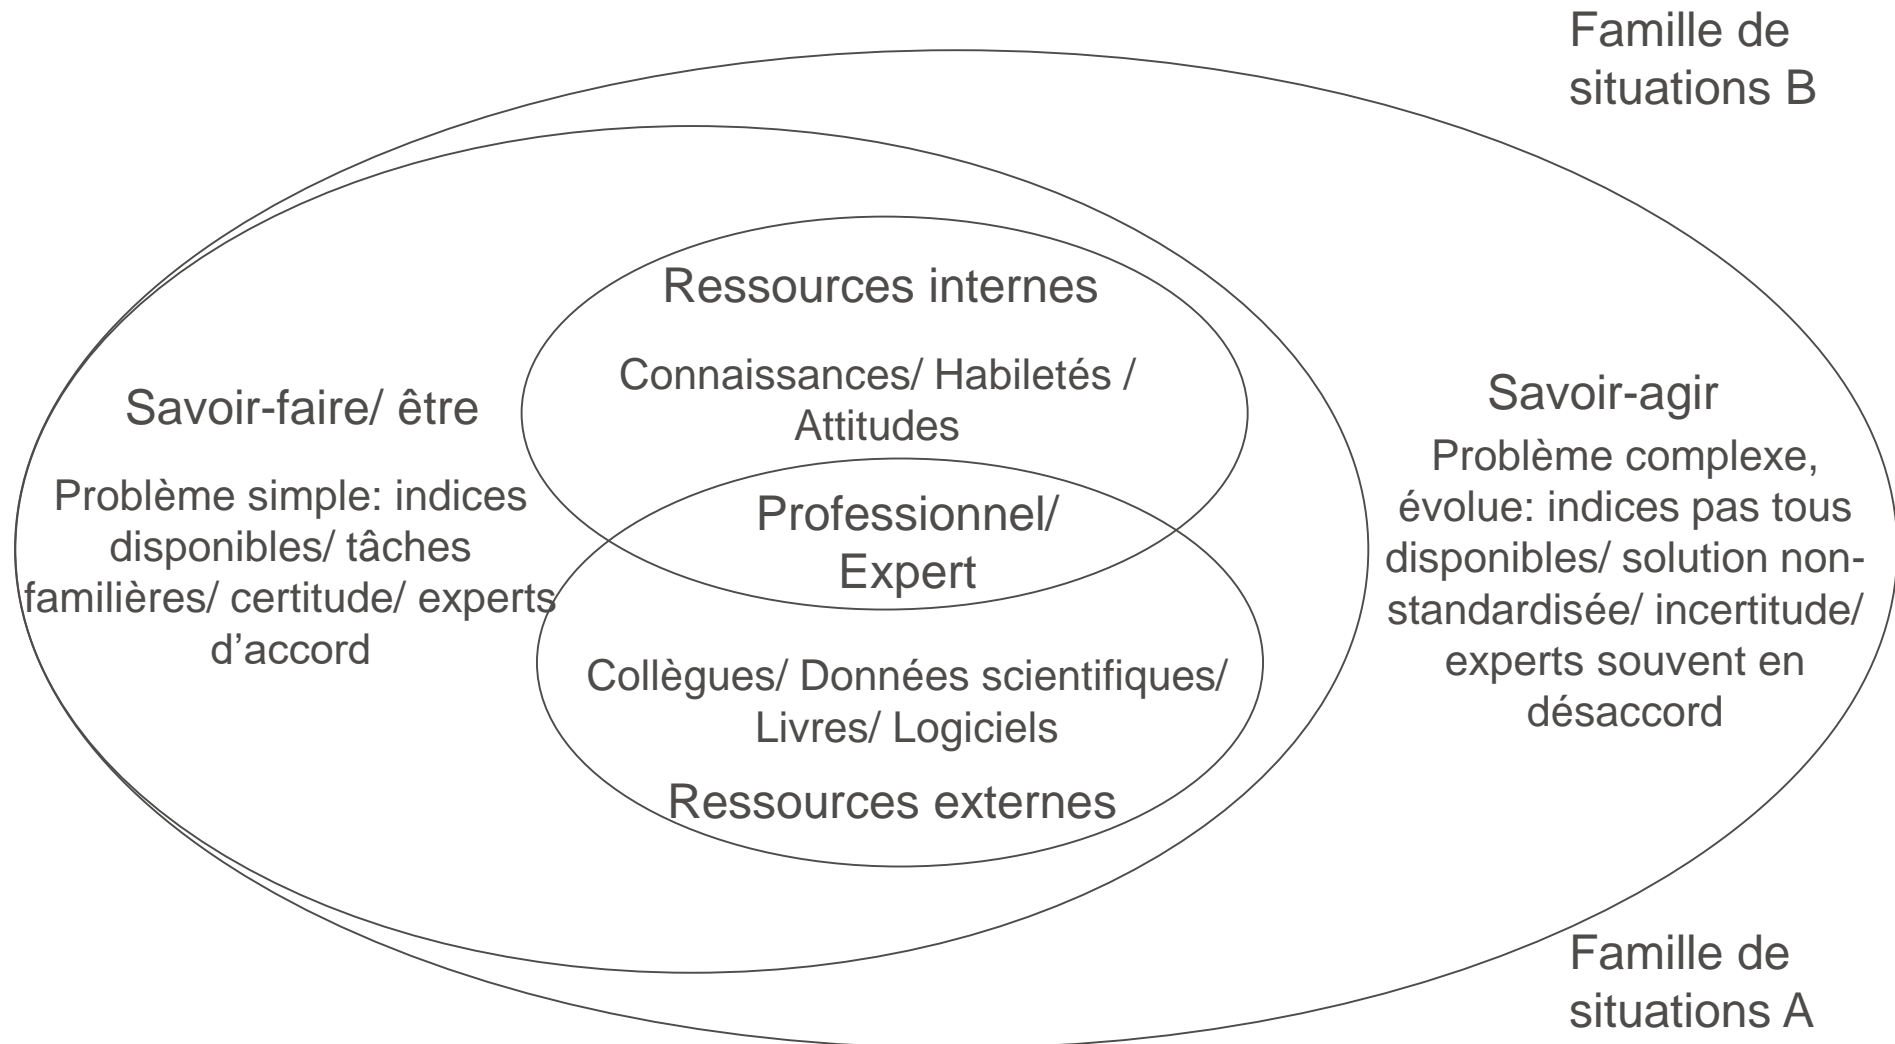 Famille de
situations B
Ressources internes
Connaissances/ Habiletés /
Attitudes
Savoir-faire/ être
Problème simple: indices
disponibles/ tâches
familières/ certitude/ experts
d’accord
Professionnel/
Expert
Collègues/ Données scientifiques/
Livres/ Logiciels
Ressources externes
Savoir-agir
Problème complexe,
évolue: indices pas tous
disponibles/ solution non-
standardisée/ incertitude/
experts souvent en
désaccord
Famille de
situations A